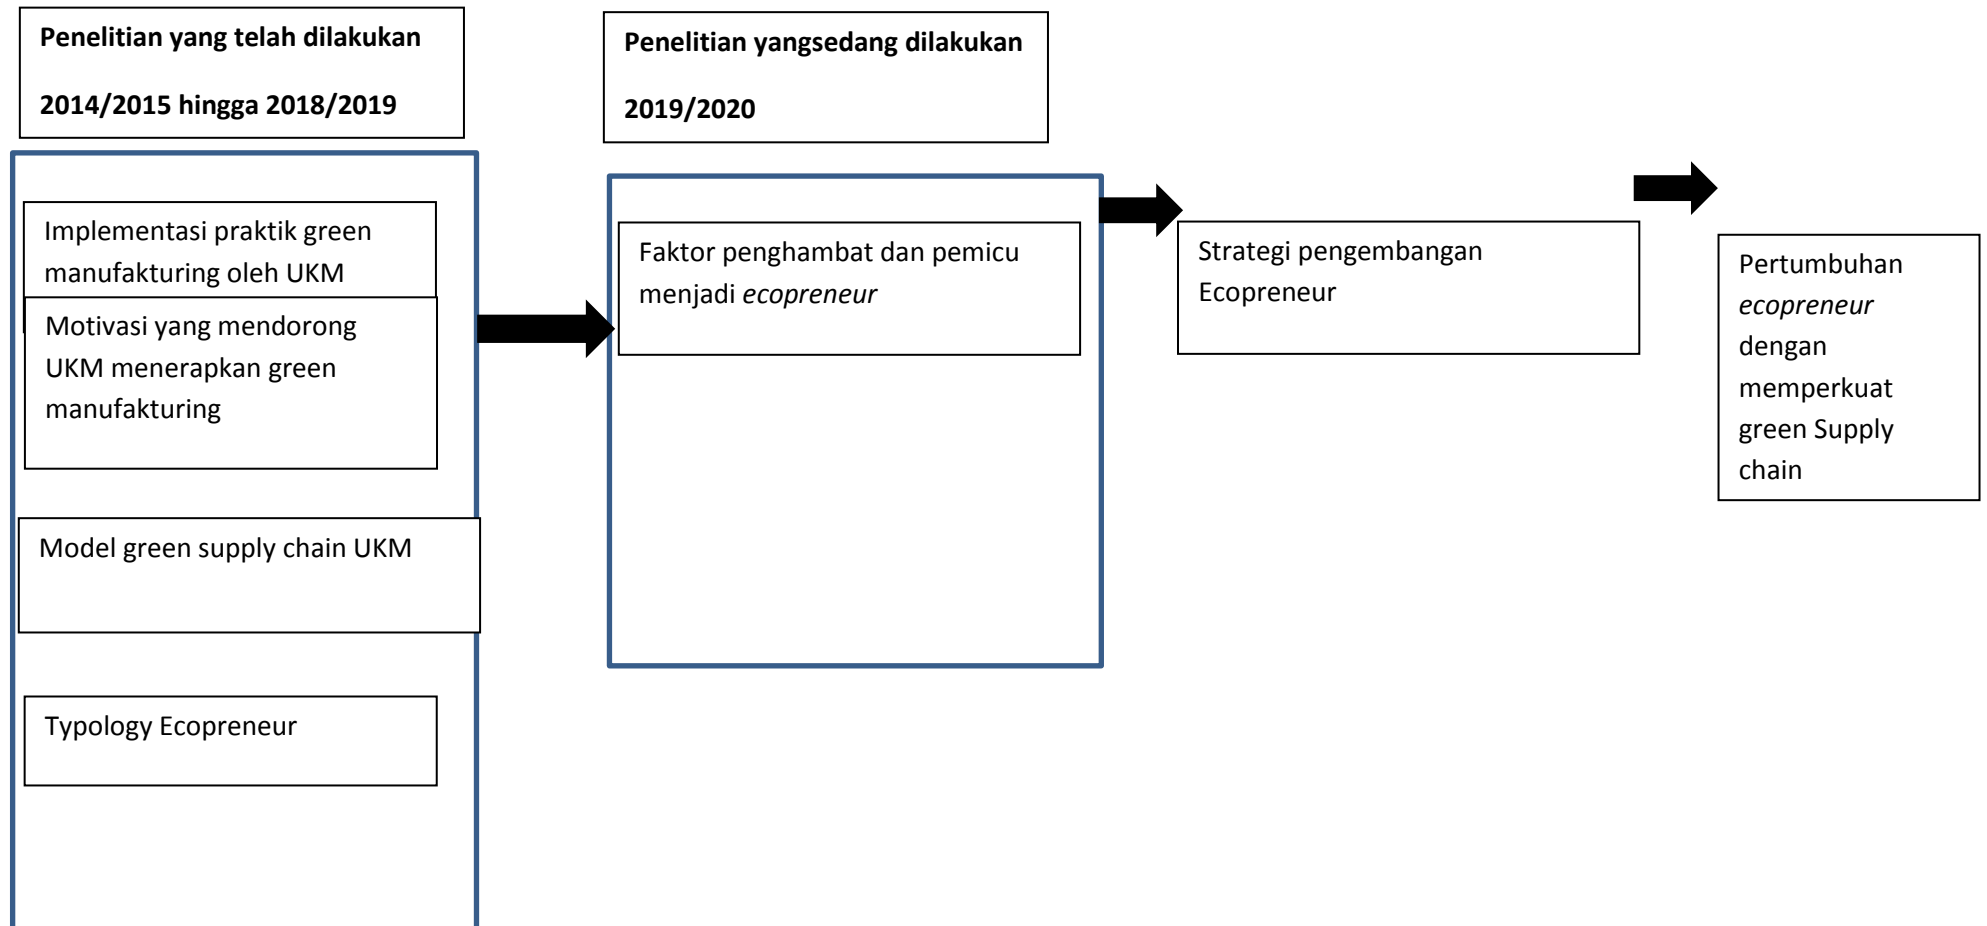 Penelitian yang telah dilakukan
2014/2015 hingga 2018/2019
Implementasi praktik green
manufakturing oleh UKM
Motivasi yang mendorong
UKM menerapkan green
manufakturing
Model green supply chain UKM
Typology Ecopreneur
Penelitian yangsedang dilakukan
2019/2020
Faktor penghambat dan pemicu
menjadi ecopreneur
Strategi pengembangan
Ecopreneur
Pertumbuhan
ecopreneur
dengan
memperkuat
green Supply
chain